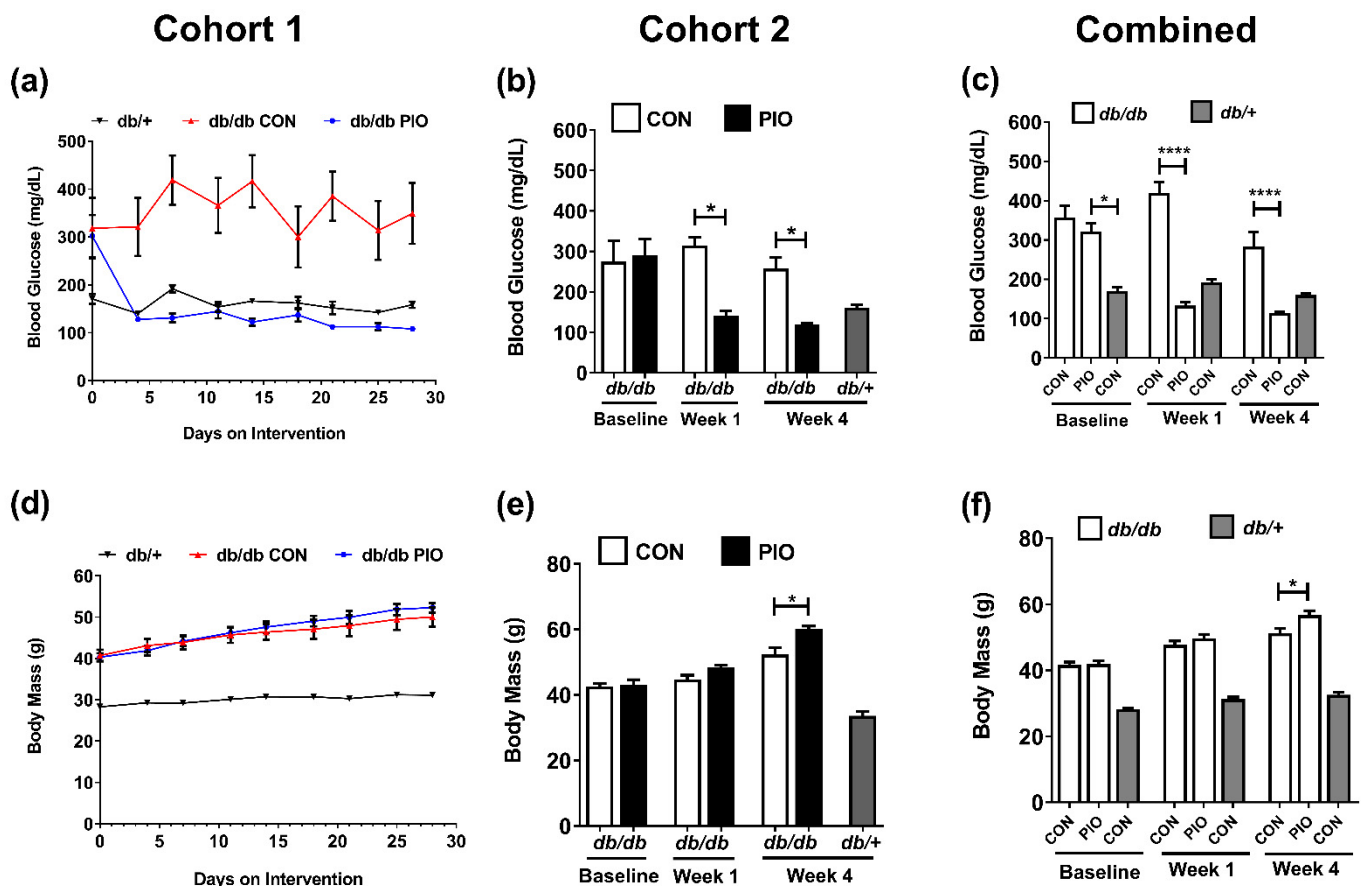 Cohort 1
Cohort 2
Combined
(a)
db/+ db/db CON db/db PIO
Blood Glucose (mg/dL)
500
400
300
200
100
0
0 5 10 15 20 25 30
Days on Intervention
(b)
CON PIO
Blood Glucose (mg/dL)
600
500
400
300
200
100
0
*
*
db/db db/db db/db db/+
Baseline Week 1 Week 4
(c)
db/db db/+
Blood Glucose (mg/dL)
600
500
400
300
200
100
0
*
****
****
CON PIO CON CON PIO CON CON PIO CON
Baseline Week 1 Week 4
(d)
db/+ db/db CON db/db PIO
Body Mass (g)
60
50
40
30
20
10
0
0 5 10 15 20 25 30
Days on Intervention
(e)
CON PIO
Body Mass (g)
80
60
40
20
0
*
db/db db/db db/db db/+
Baseline Week 1 Week 4
(f)
db/db db/+
Body Mass (g)
80
60
40
20
0
*
CON PIO CON CON PIO CON CON PIO CON
Baseline Week 1 Week 4